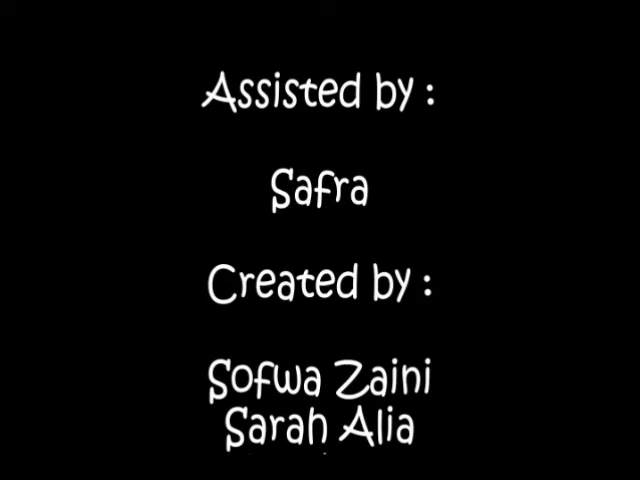 Assisted by :
Safra
Created by :
Sofwa Zaini
Sarah Alia